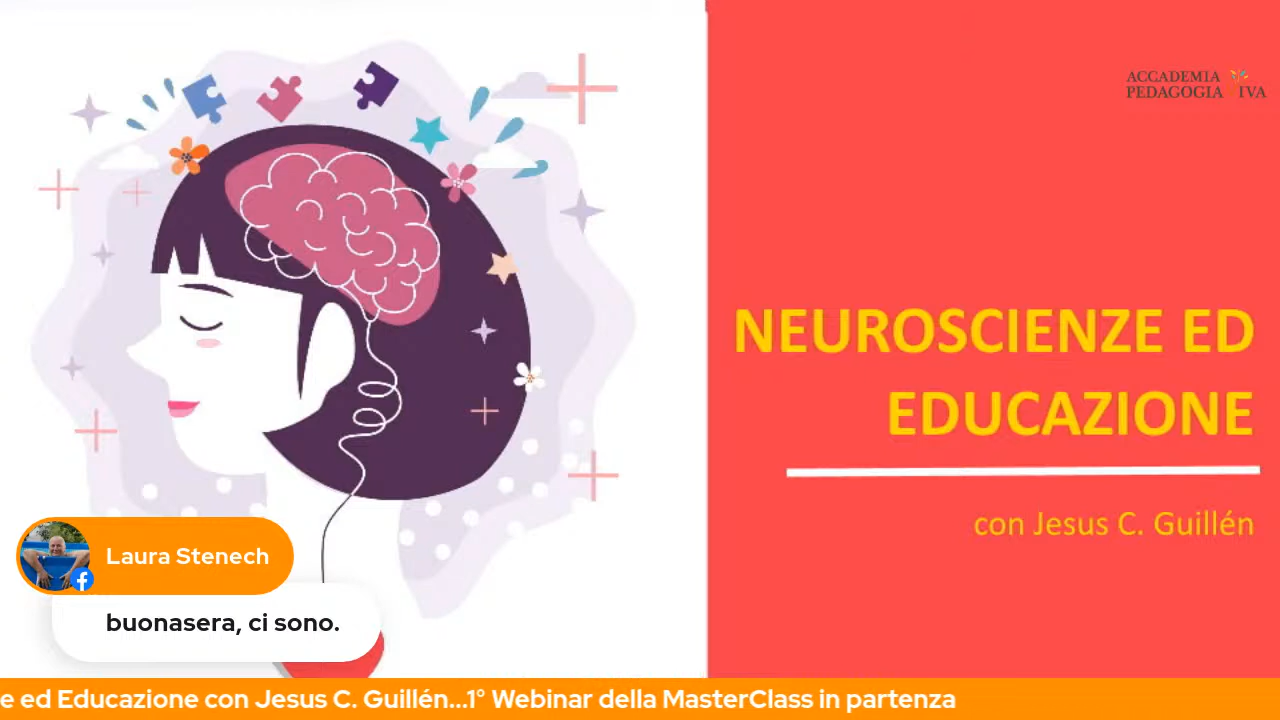 ACCADEMIA
PEDAGOGIA IVA
NEUROSCIENZE ED
EDUCAZIONE
con Jesus C. Guillén
Laura Stenech
buonasera, ci sono.
e ed Educazione con Jesus C. Guillén...1° Webinar della MasterClass in partenza